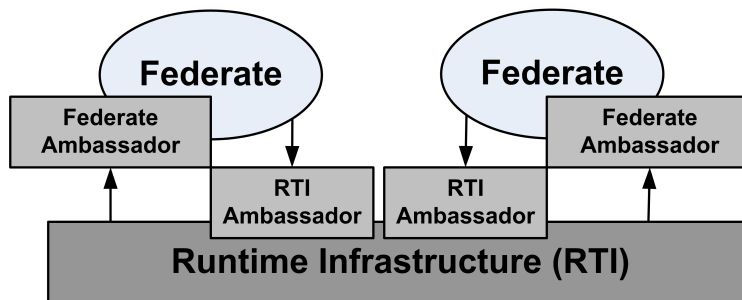 Federate
Federate
Federate
Ambassador
Federate
Ambassador
RTI
Ambassador
RTI
Ambassador
Runtime Infrastructure (RTI)